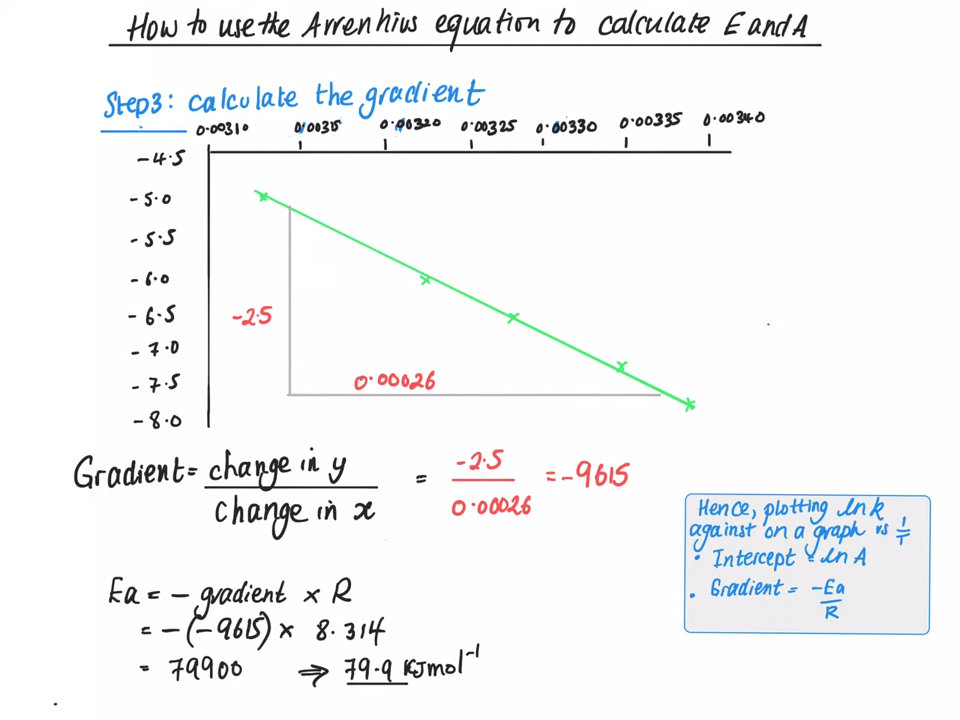 How to use the Arrenhius equation to calculate E and A
Step3: calculate the gradient
0.00310 0.00315 0.00320 0.00325 0.00330 0.00335 0.00340
-4.5
-5.0
-5.5
-6.0
-6.5
-7.0
-7.5
-8.0
-2.5
0.00026
Gradient = change in y / change in x = -2.5 / 0.00026 = -9615
Hence, plotting ln k
against on a graph vs 1/T
• Intercept = ln A
• Gradient = -Ea/R
Ea = - gradient × R
= -(-9615) × 8.314
= 79900 ⇒ 79.9 KJmol⁻¹